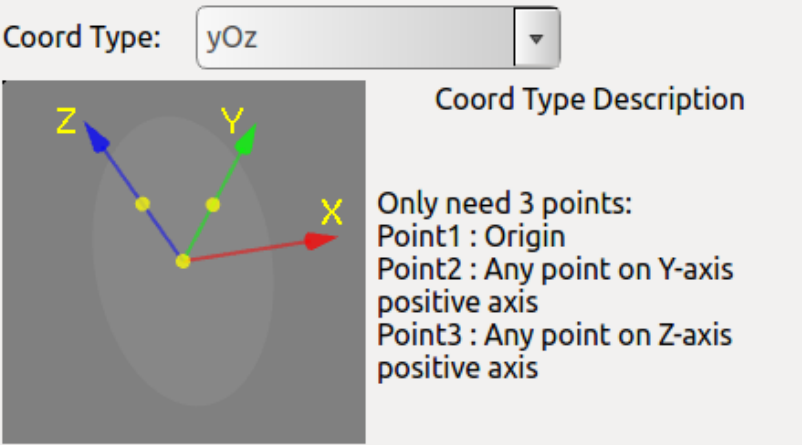 Coord Type: yOz
Coord Type Description
Z
Y
X
Only need 3 points:
Point1 : Origin
Point2 : Any point on Y-axis
positive axis
Point3 : Any point on Z-axis
positive axis